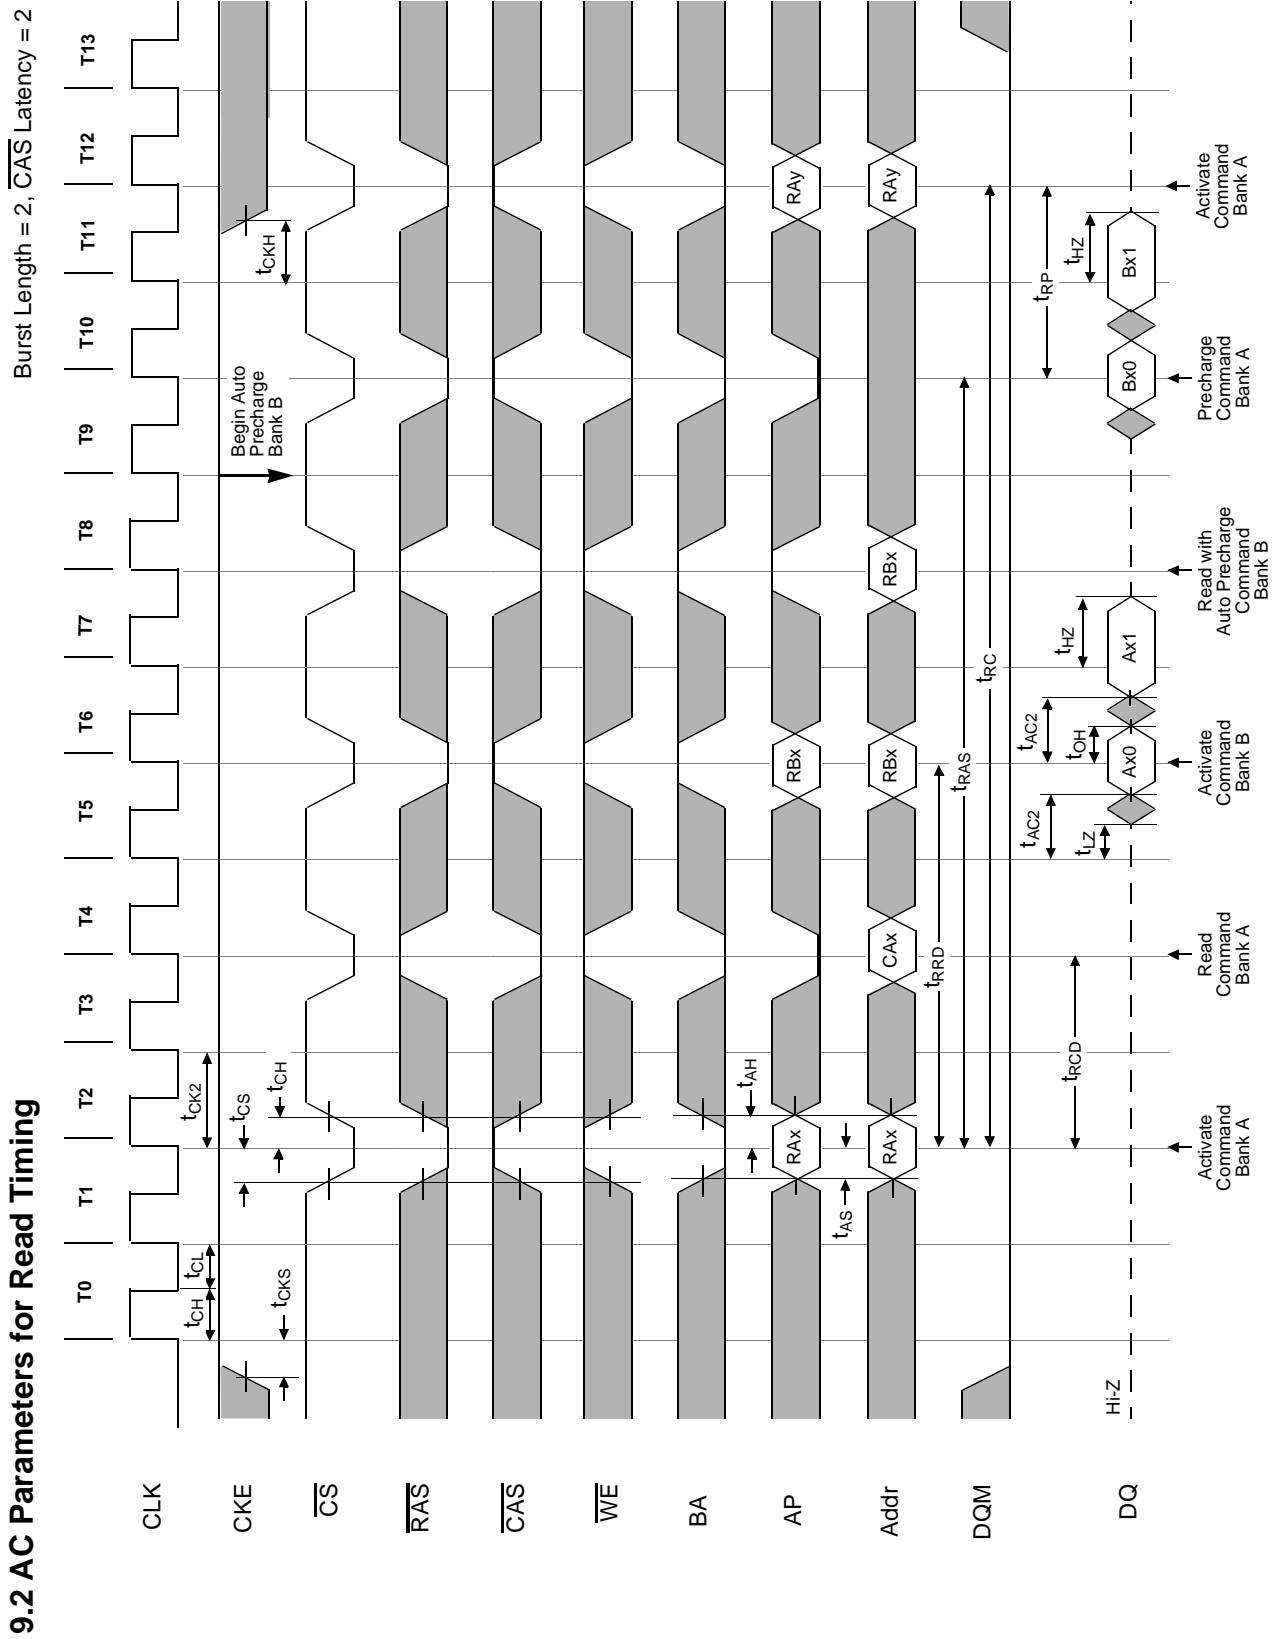 9.2 AC Parameters for Read Timing
Burst Length = 2, CAS Latency = 2
T0 T1 T2 T3 T4 T5 T6 T7 T8 T9 T10 T11 T12 T13
CLK
tCH tCL tCK2
CKE
tCKS tCS tCH
Begin Auto
Precharge
Bank B
tCKH
CS
RAS
CAS
WE
BA
tAH
AP
RAx RBx RAy
tAS
Addr
RAx CAx RBx RBx RAy
DQM
tRRD
tRAS
tRC
tRCD
tRP
tAC2 tAC2
tLZ tOH tHZ tHZ
DQ
Hi-Z
Ax0 Ax1 Bx0 Bx1
Activate
Command
Bank A
Read
Command
Bank A
Activate
Command
Bank B
Read with
Auto Precharge
Command
Bank B
Precharge
Command
Bank A
Activate
Command
Bank A